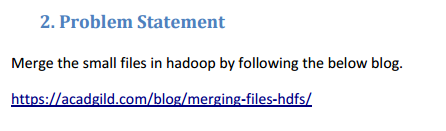 2. Problem Statement
Merge the small files in hadoop by following the below blog.
https://acadgild.com/blog/merging-files-hdfs/